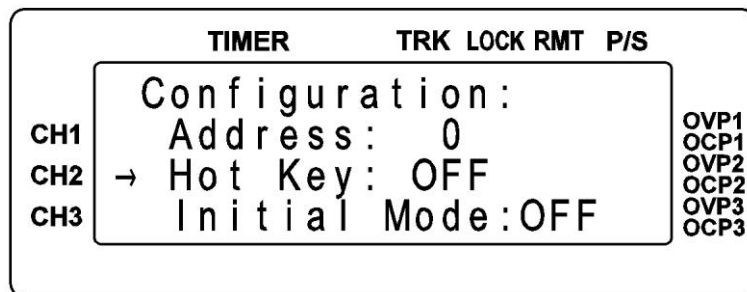 TIMER TRK LOCK RMT P/S
Configuration:
CH1 Address: 0 OVP1
OCP1
CH2 → Hot Key: OFF OVP2
OCP2
CH3 Initial Mode:OFF OVP3
OCP3